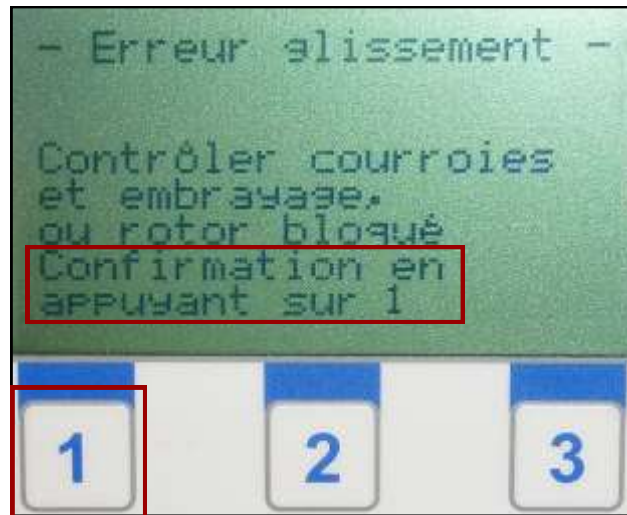 - Erreur glissement -
Contrôler courroies
et embrayage.
ou rotor bloqué
Confirmation en
appuyant sur 1
1 2 3